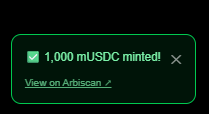 ✅ 1,000 mUSDC minted! ×
View on Arbiscan ↗